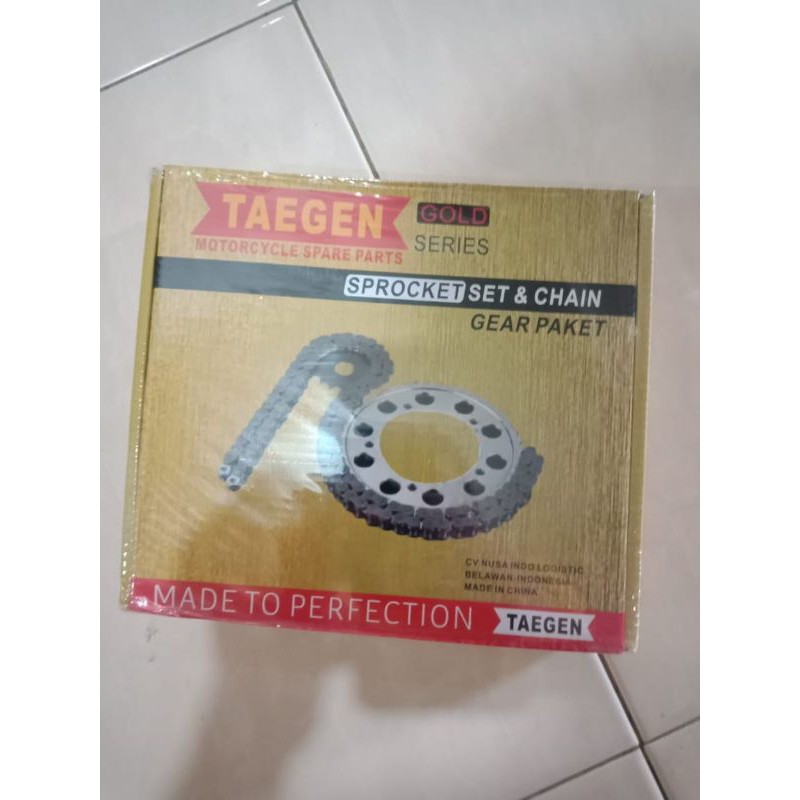 TAEGEN
MOTORCYCLE SPARE PARTS
GOLD
SERIES
SPROCKET SET & CHAIN
GEAR PAKET
CV NUSA INDO LOGISTIC
BELAWAN-INDONESIA
MADE IN CHINA
MADE TO PERFECTION
TAEGEN